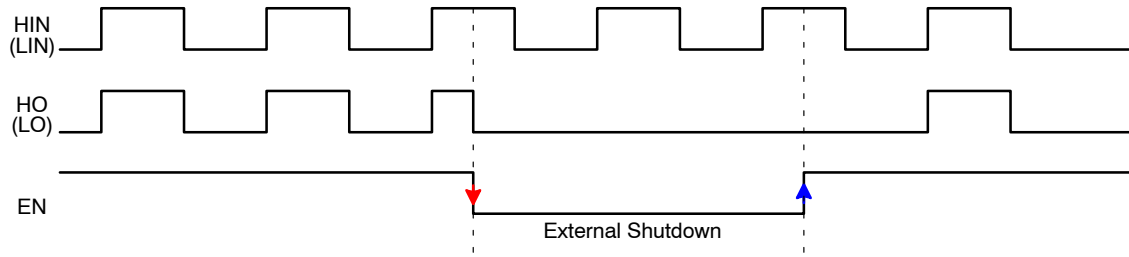 HIN
(LIN)
HO
(LO)
EN
External Shutdown